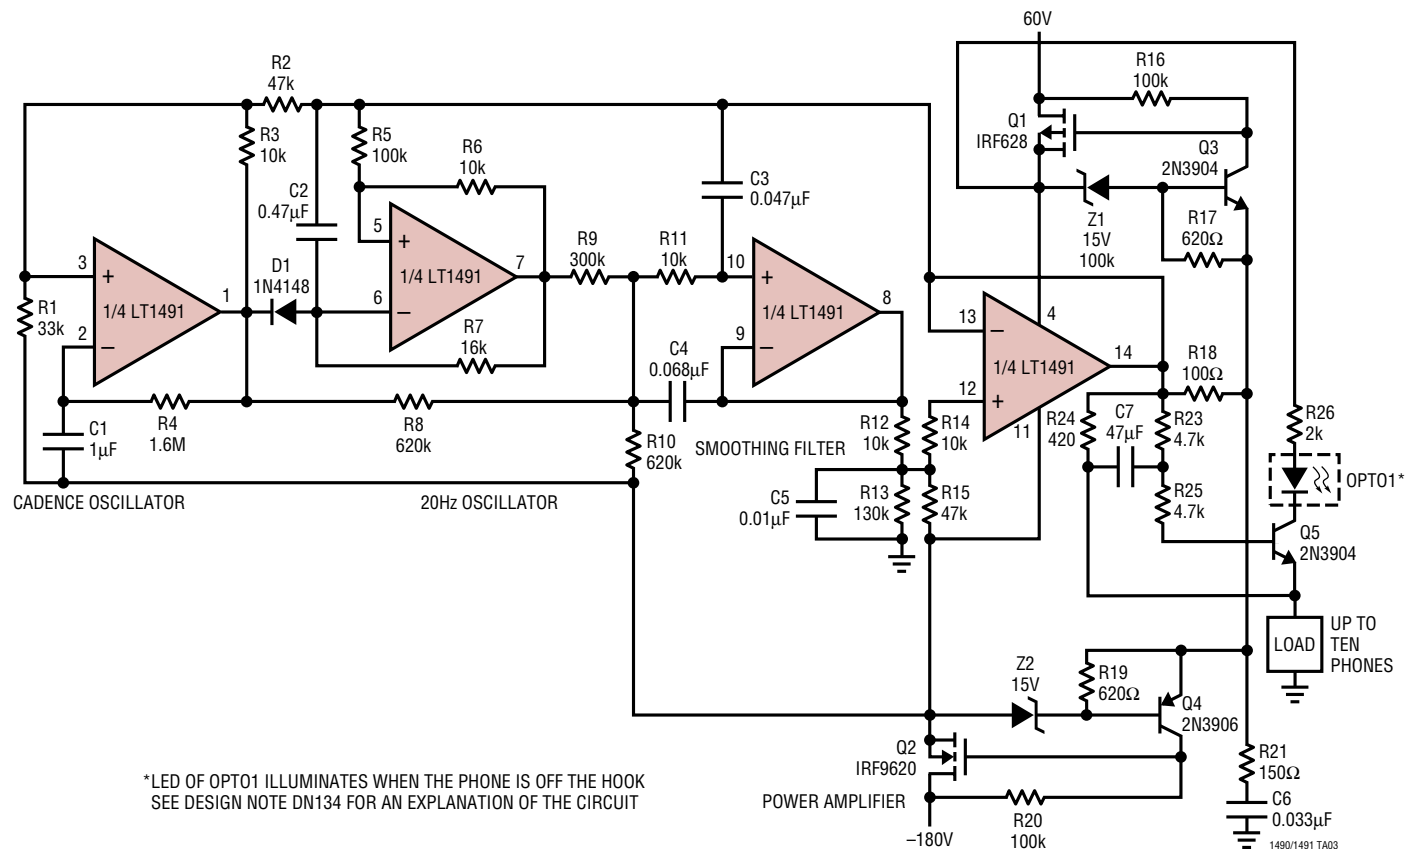 60V
R16
100k
R2
47k
Q1
IRF628
R3
10k
R5
100k
R6
10k
Q3
2N3904
C2
0.47µF
C3
0.047µF
5
+
Z1
15V
100k
R17
620Ω
3
+
D1
1N4148
1/4 LT1491
7
R9
300k
R11
10k
10
+
1
6
–
8
R1
33k
1/4 LT1491
1/4 LT1491
4
13
–
2
–
R7
16k
9
–
1/4 LT1491
14
R18
100Ω
C4
0.068µF
12
+
11
C1
1µF
R4
1.6M
R8
620k
R10
620k
SMOOTHING FILTER
R12
10k
R14
10k
R24
420
C7
47µF
R23
4.7k
R26
2k
OPTO1*
CADENCE OSCILLATOR
20Hz OSCILLATOR
C5
0.01µF
R13
130k
R15
47k
R25
4.7k
Q5
2N3904
LOAD
UP TO
TEN
PHONES
Z2
15V
R19
620Ω
Q4
2N3906
Q2
IRF9620
R21
150Ω
*LED OF OPTO1 ILLUMINATES WHEN THE PHONE IS OFF THE HOOK
SEE DESIGN NOTE DN134 FOR AN EXPLANATION OF THE CIRCUIT
POWER AMPLIFIER
R20
100k
C6
0.033µF
–180V
1490/1491 TA03